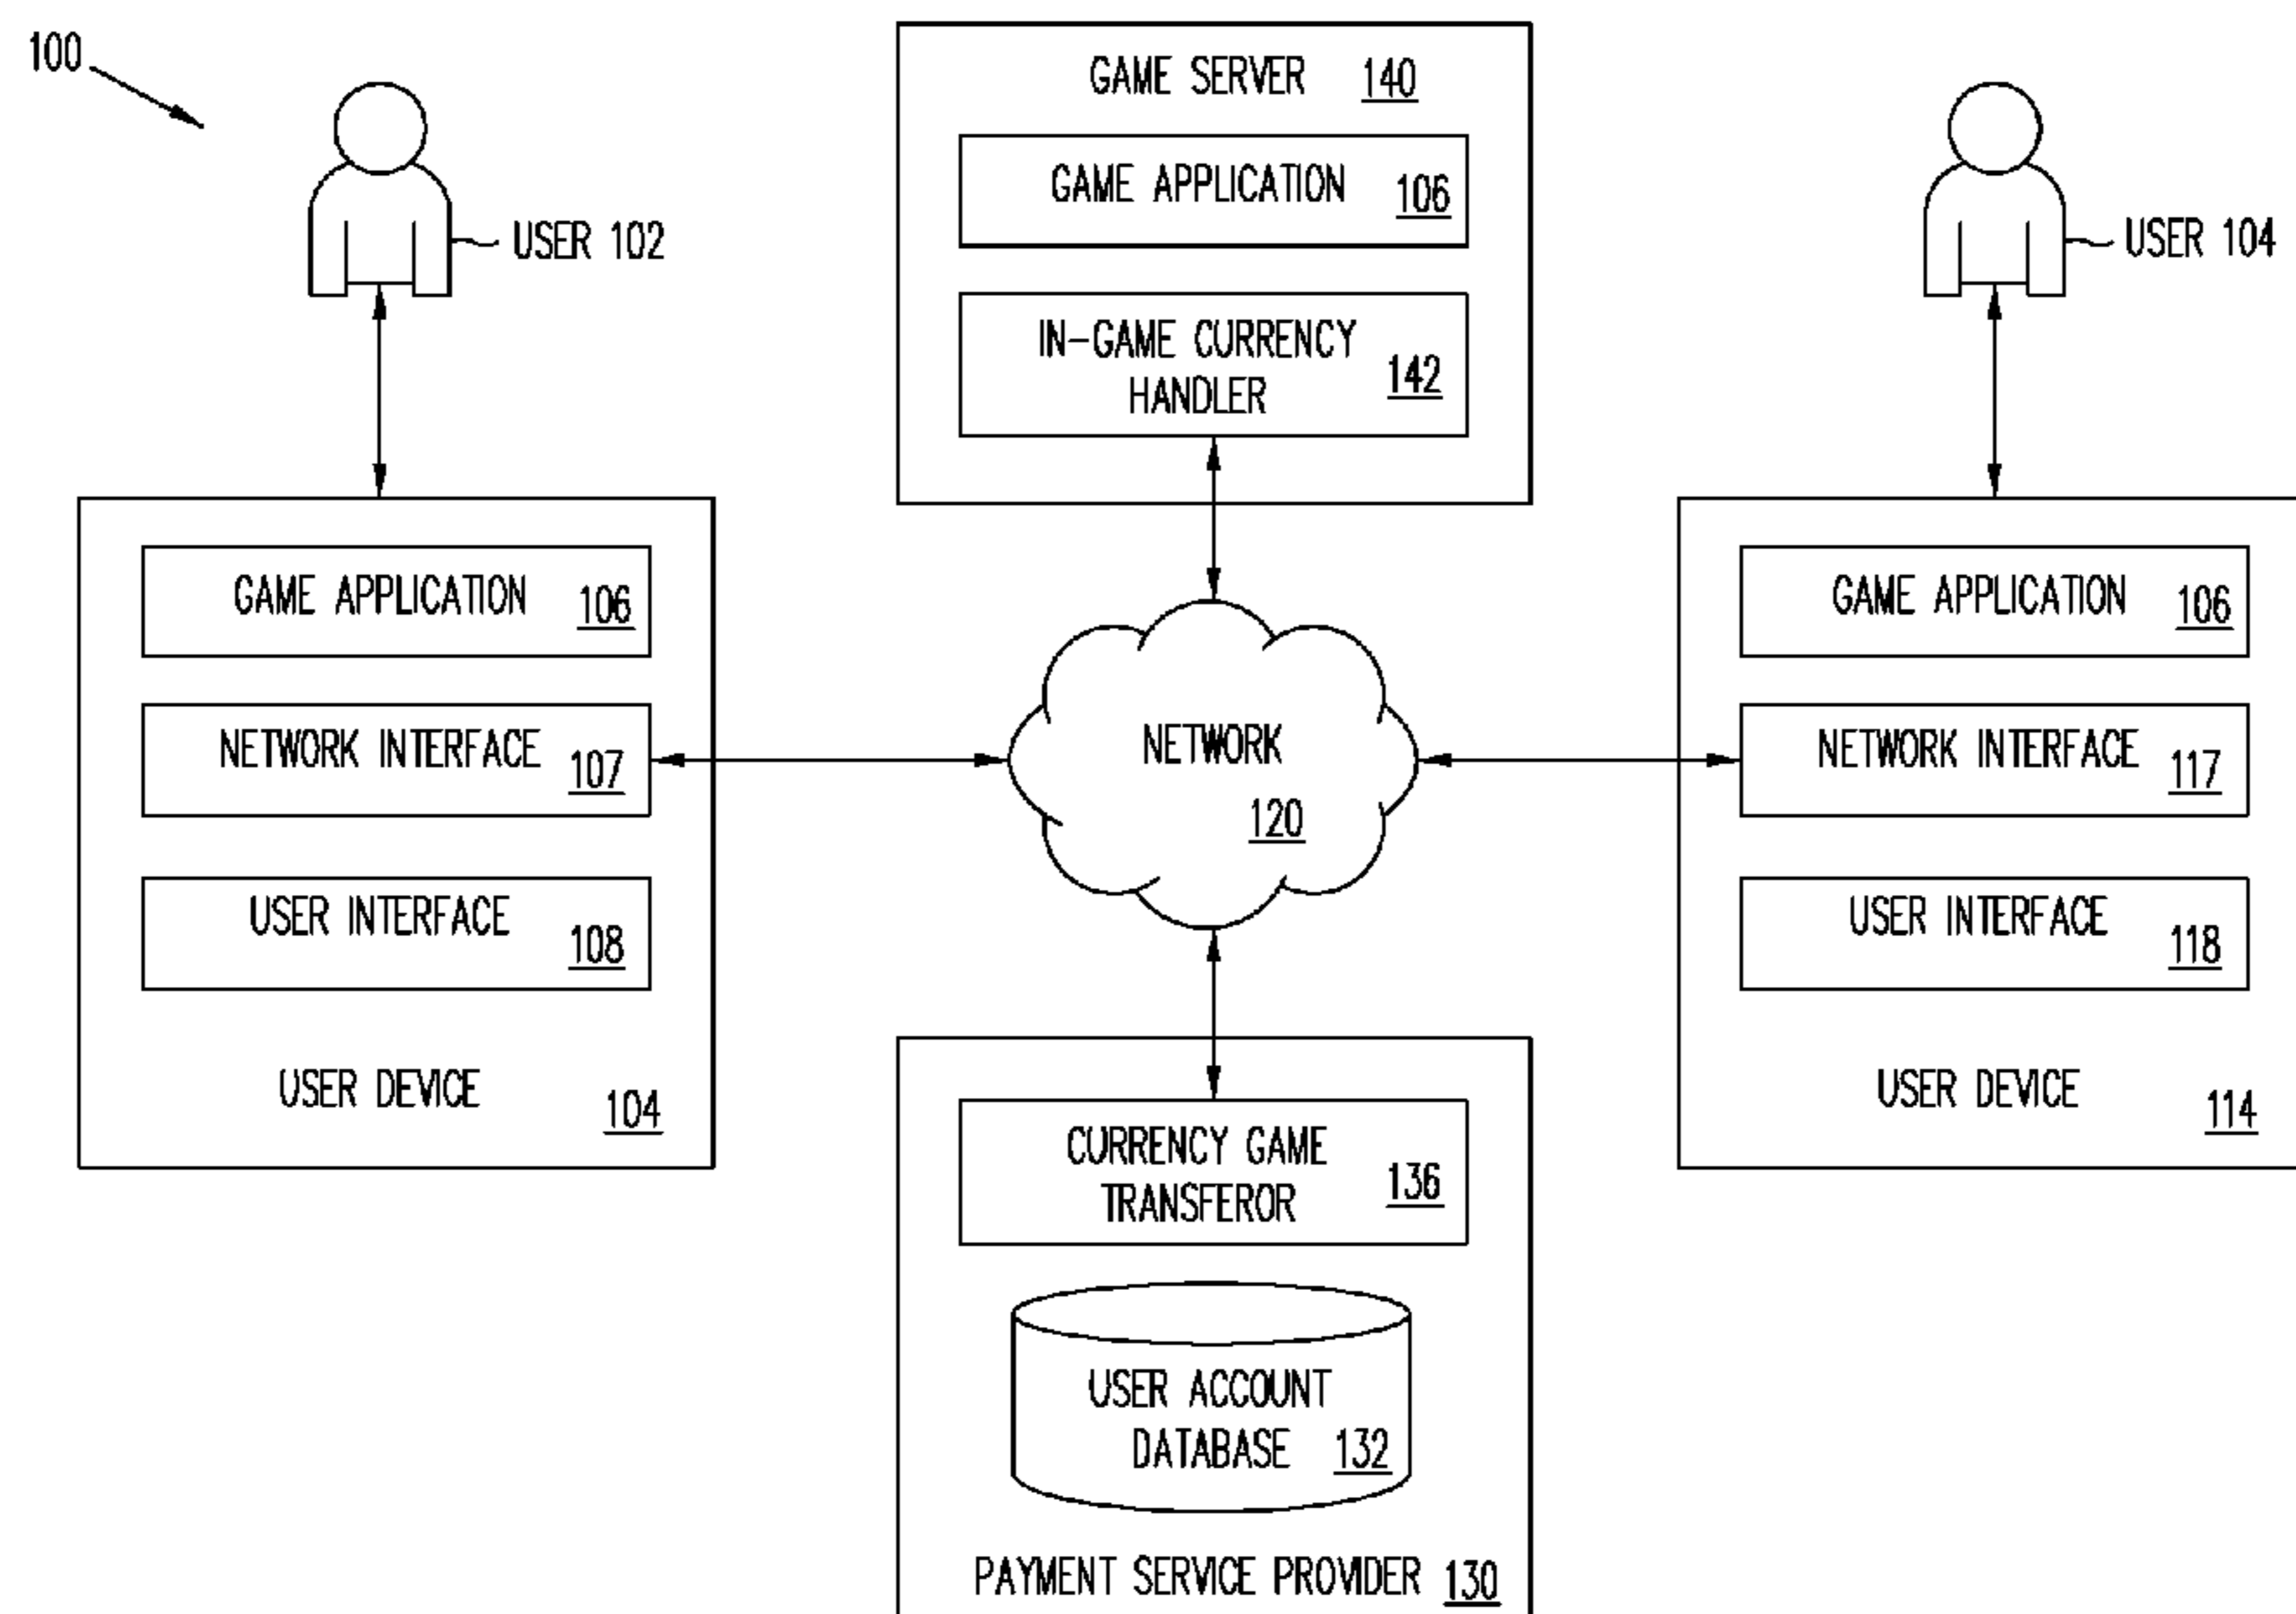 100
USER 102
GAME SERVER 140
GAME APPLICATION 106
IN-GAME CURRENCY
HANDLER 142
USER 104
GAME APPLICATION 106
NETWORK INTERFACE 107
USER INTERFACE 108
USER DEVICE 104
NETWORK
120
GAME APPLICATION 106
NETWORK INTERFACE 117
USER INTERFACE 118
USER DEVICE 114
CURRENCY GAME
TRANSFEROR 136
USER ACCOUNT
DATABASE 132
PAYMENT SERVICE PROVIDER 130